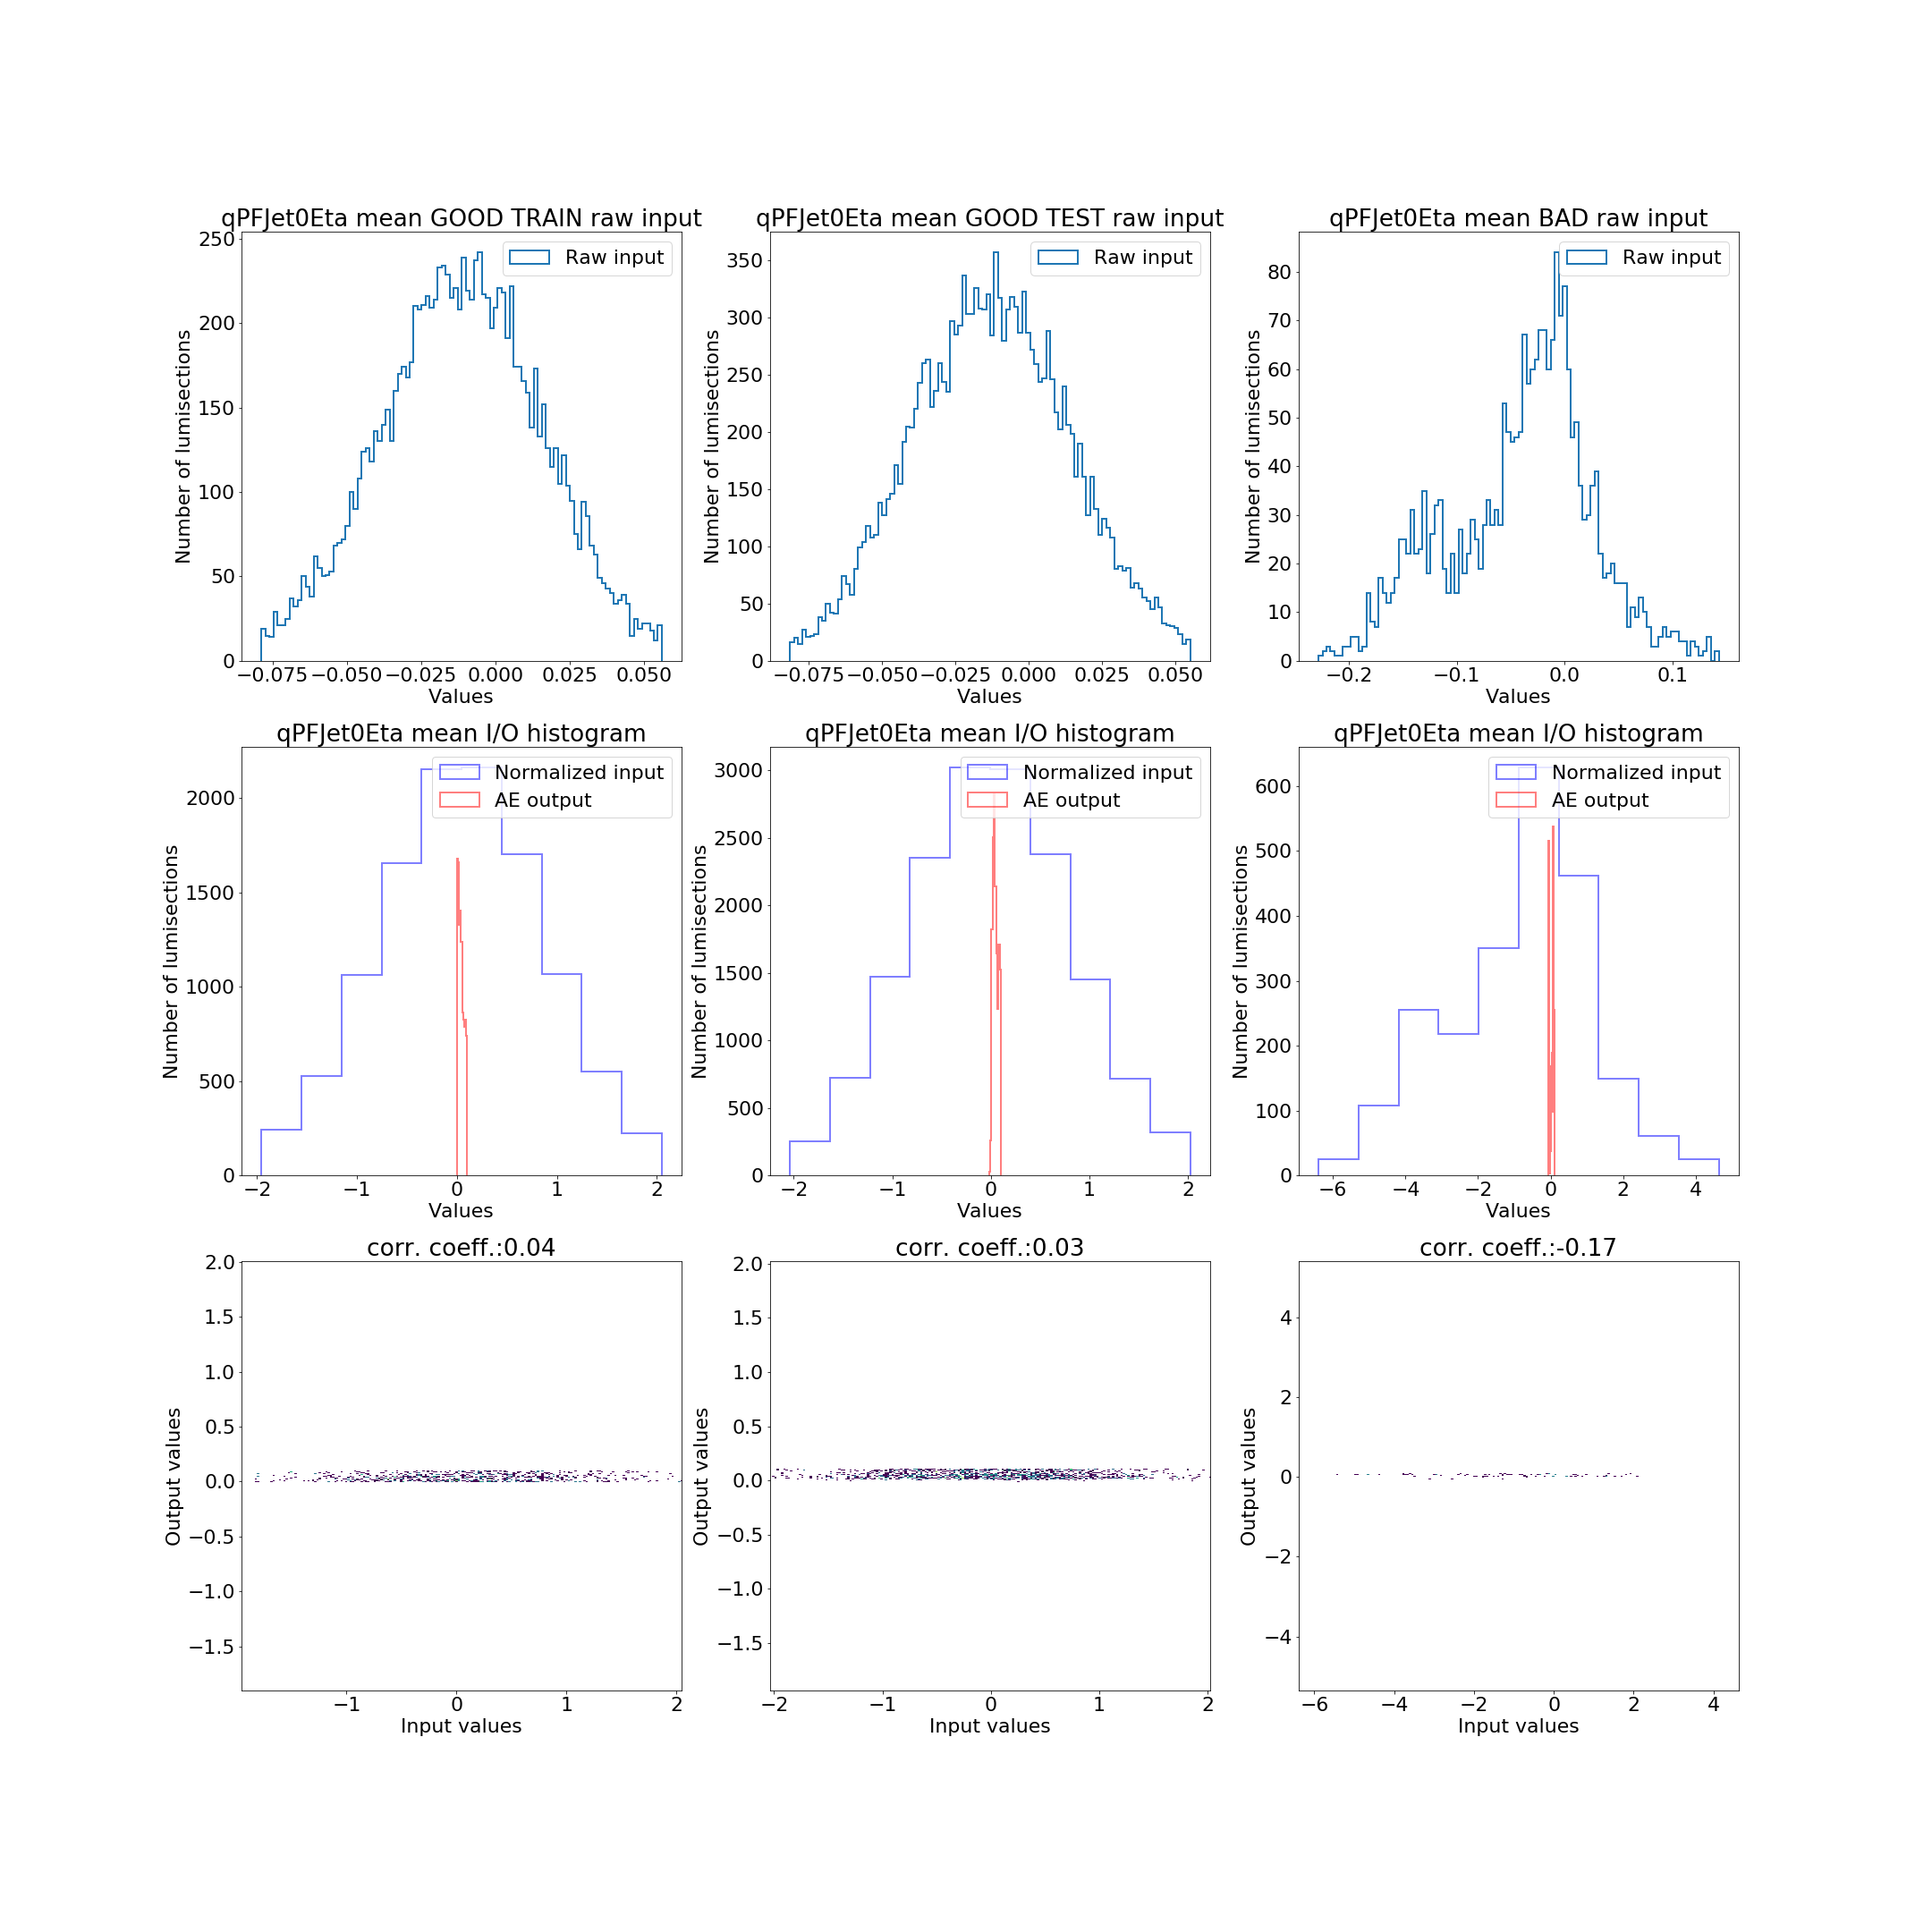 qPFJet0Eta mean GOOD TRAIN raw input
Raw input
Number of lumisections
0
50
100
150
200
250
−0.075 −0.050 −0.025 0.000 0.025 0.050
Values
qPFJet0Eta mean GOOD TEST raw input
Raw input
Number of lumisections
0
50
100
150
200
250
300
350
−0.075 −0.050 −0.025 0.000 0.025 0.050
Values
qPFJet0Eta mean BAD raw input
Raw input
Number of lumisections
0
10
20
30
40
50
60
70
80
−0.2 −0.1 0.0 0.1
Values
qPFJet0Eta mean I/O histogram
Normalized input
AE output
Number of lumisections
0
500
1000
1500
2000
−2 −1 0 1 2
Values
qPFJet0Eta mean I/O histogram
Normalized input
AE output
Number of lumisections
0
500
1000
1500
2000
2500
3000
−2 −1 0 1 2
Values
qPFJet0Eta mean I/O histogram
Normalized input
AE output
Number of lumisections
0
100
200
300
400
500
600
−6 −4 −2 0 2 4
Values
corr. coeff.:0.04
Output values
2.0
1.5
1.0
0.5
0.0
−0.5
−1.0
−1.5
−1 0 1 2
Input values
corr. coeff.:0.03
Output values
2.0
1.5
1.0
0.5
0.0
−0.5
−1.0
−1.5
−2 −1 0 1 2
Input values
corr. coeff.:-0.17
Output values
4
2
0
−2
−4
−6 −4 −2 0 2 4
Input values